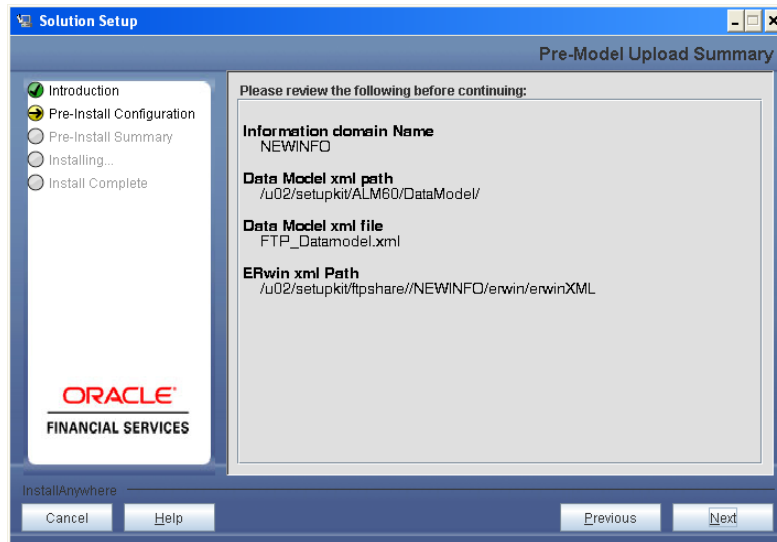 Solution Setup
Pre-Model Upload Summary
Introduction
Pre-Install Configuration
Pre-Install Summary
Installing...
Install Complete
ORACLE
FINANCIAL SERVICES
Please review the following before continuing:
Information domain Name
NEWINFO
Data Model xml path
/u02/setupkit/ALM60/DataModel/
Data Model xml file
FTP_Datamodel.xml
ERwin xml Path
/u02/setupkit/ftpshare//NEWINFO/erwin/erwinXML
InstallAnywhere
Cancel
Help
Previous
Next